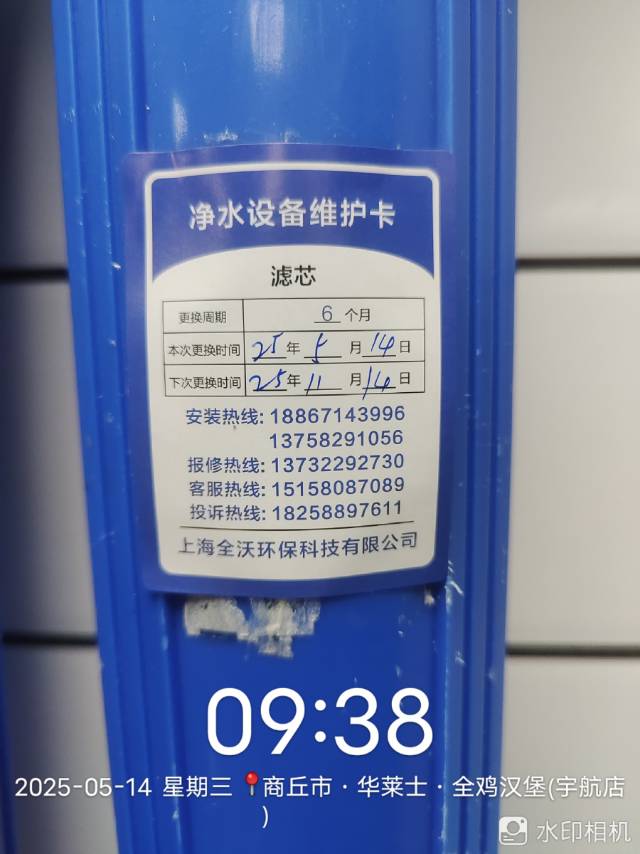 净水设备维护卡
滤芯
更换周期 6 个月
本次更换时间 25 年 5 月 14 日
下次更换时间 25 年 11 月 14 日
安装热线: 18867143996
13758291056
报修热线: 13732292730
客服热线: 15158087089
投诉热线: 18258897611
上海全沃环保科技有限公司
09:38
2025-05-14 星期三 📍商丘市·华莱士·全鸡汉堡(宇航店
)
水印相机